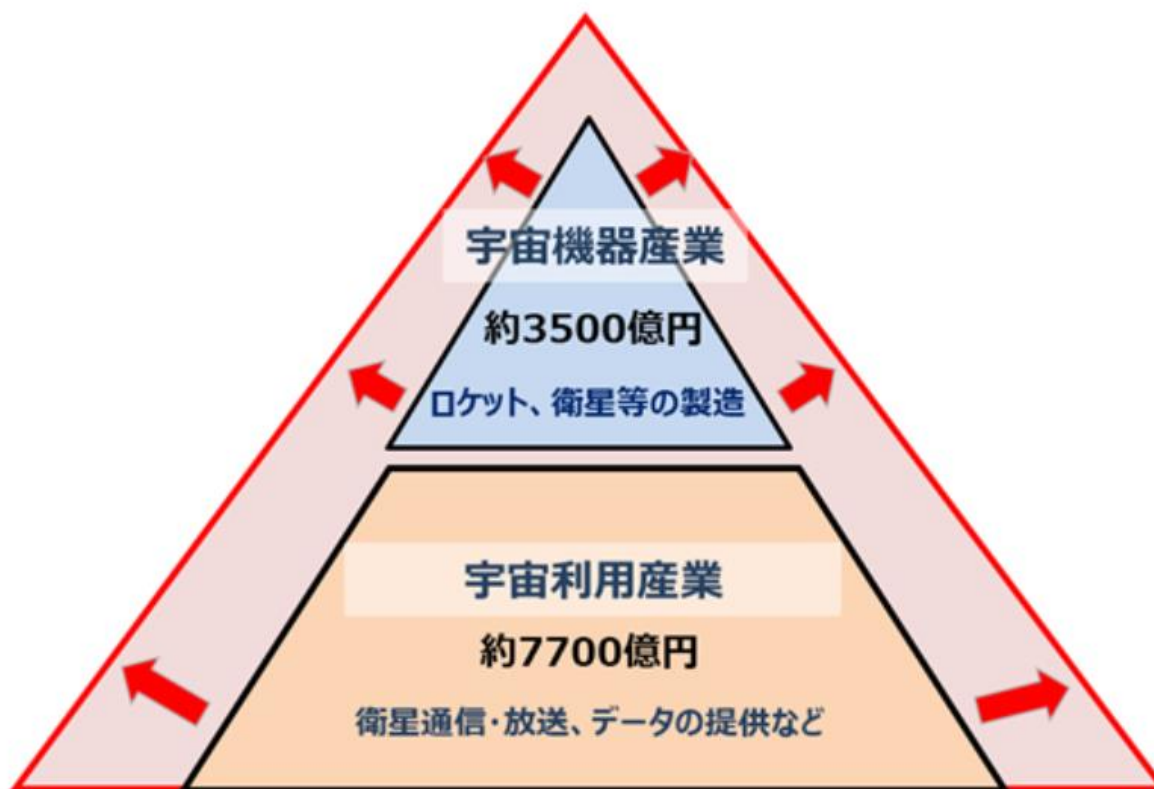 宇宙機器産業
約3500億円
ロケット、衛星等の製造
宇宙利用産業
約7700億円
衛星通信・放送、データの提供など